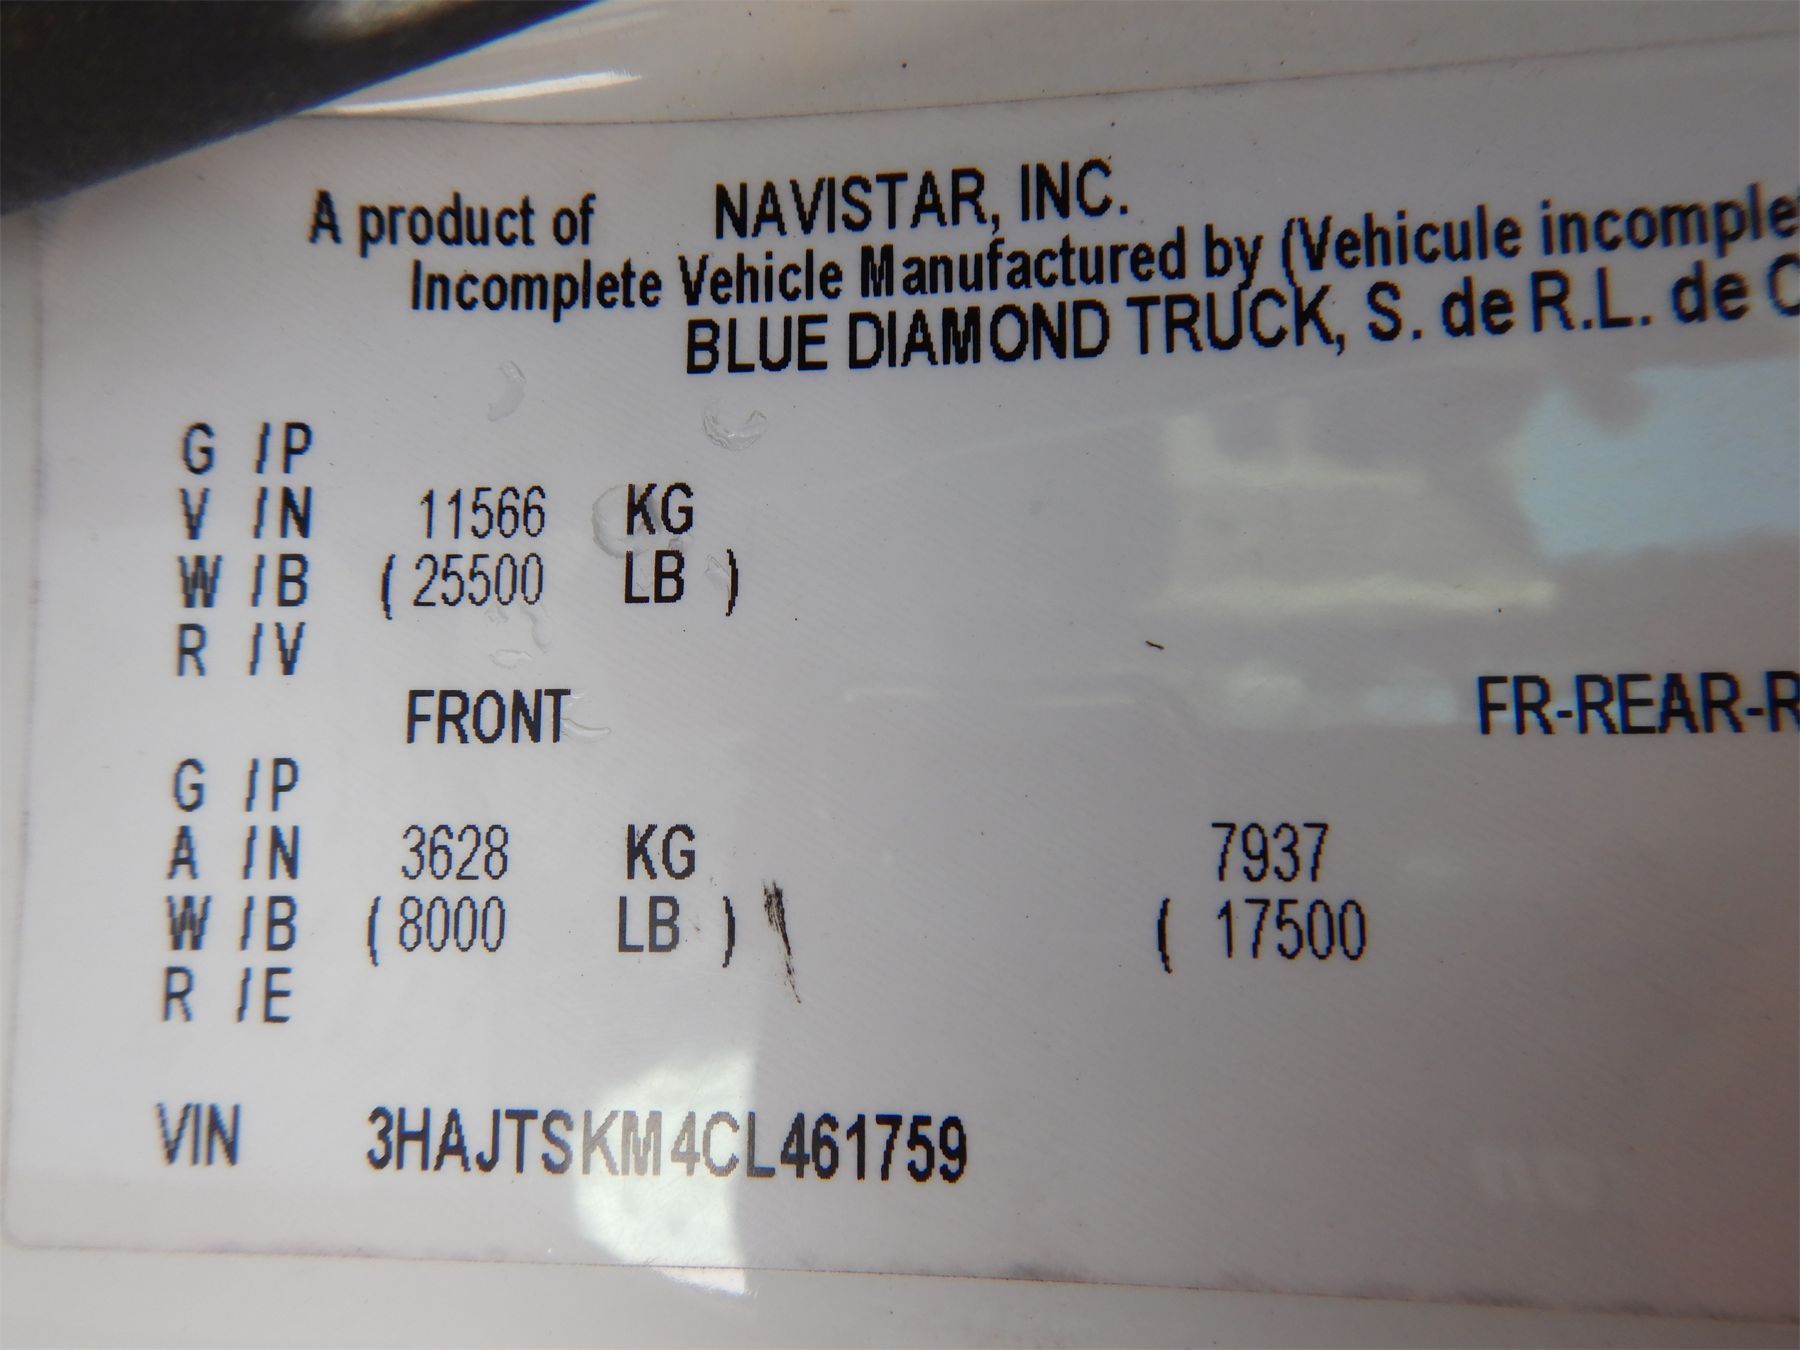 A product of NAVISTAR, INC.
Incomplete Vehicle Manufactured by (Vehicule
BLUE DIAMOND TRUCK, S. de R.L. de
G /P
V /N 11566 KG
W /B ( 25500 LB )
R /V
FRONT FR-REAR-R
G /P
A /N 3628 KG 7937
W /B ( 8000 LB ) ( 17500
R /E
VIN 3HAJTSKM4CL461759